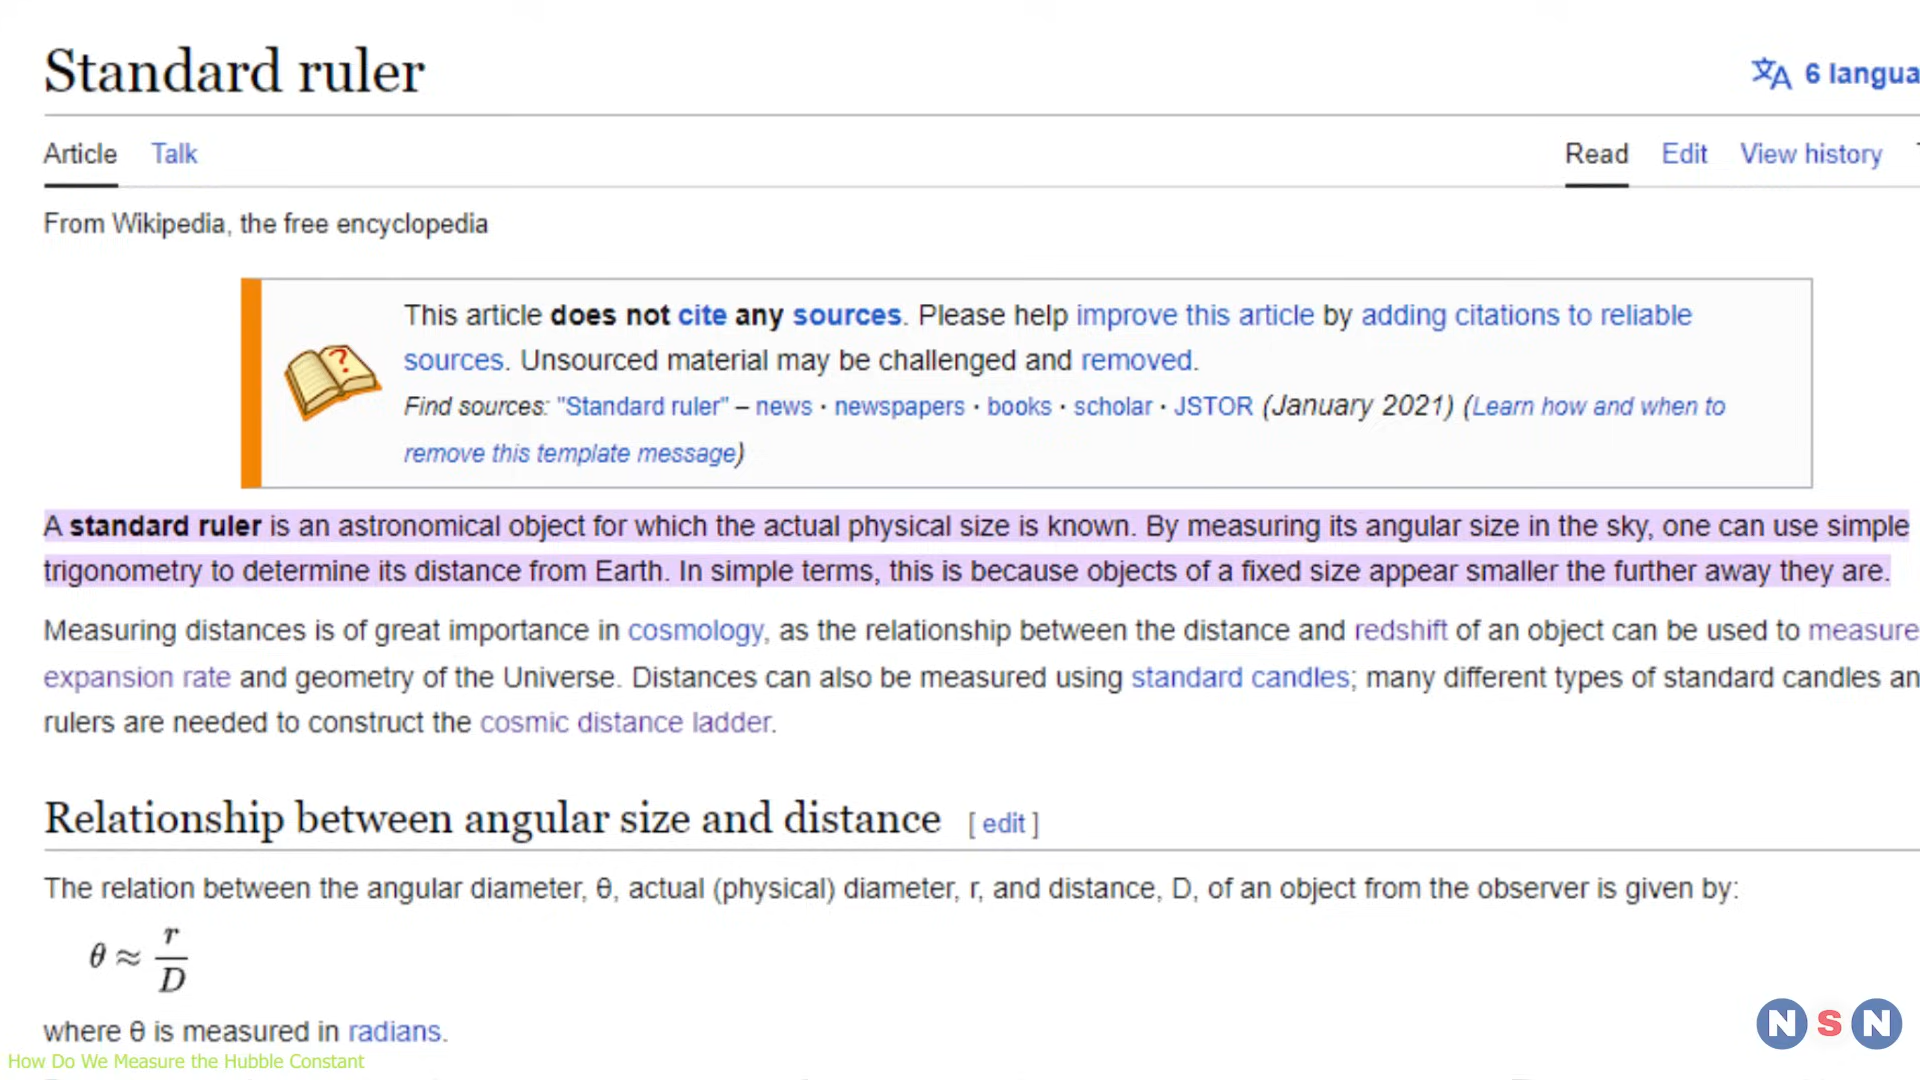 Standard ruler
6 langua
Article Talk Read Edit View history
From Wikipedia, the free encyclopedia
This article does not cite any sources. Please help improve this article by adding citations to reliable
sources. Unsourced material may be challenged and removed.
Find sources: "Standard ruler" – news · newspapers · books · scholar · JSTOR (January 2021) (Learn how and when to
remove this template message)
A standard ruler is an astronomical object for which the actual physical size is known. By measuring its angular size in the sky, one can use simple
trigonometry to determine its distance from Earth. In simple terms, this is because objects of a fixed size appear smaller the further away they are.
Measuring distances is of great importance in cosmology, as the relationship between the distance and redshift of an object can be used to measure
expansion rate and geometry of the Universe. Distances can also be measured using standard candles; many different types of standard candles an
rulers are needed to construct the cosmic distance ladder.
Relationship between angular size and distance [ edit ]
The relation between the angular diameter, θ, actual (physical) diameter, r, and distance, D, of an object from the observer is given by:
θ ≈ r/D
where θ is measured in radians.
How Do We Measure the Hubble Constant
N S N